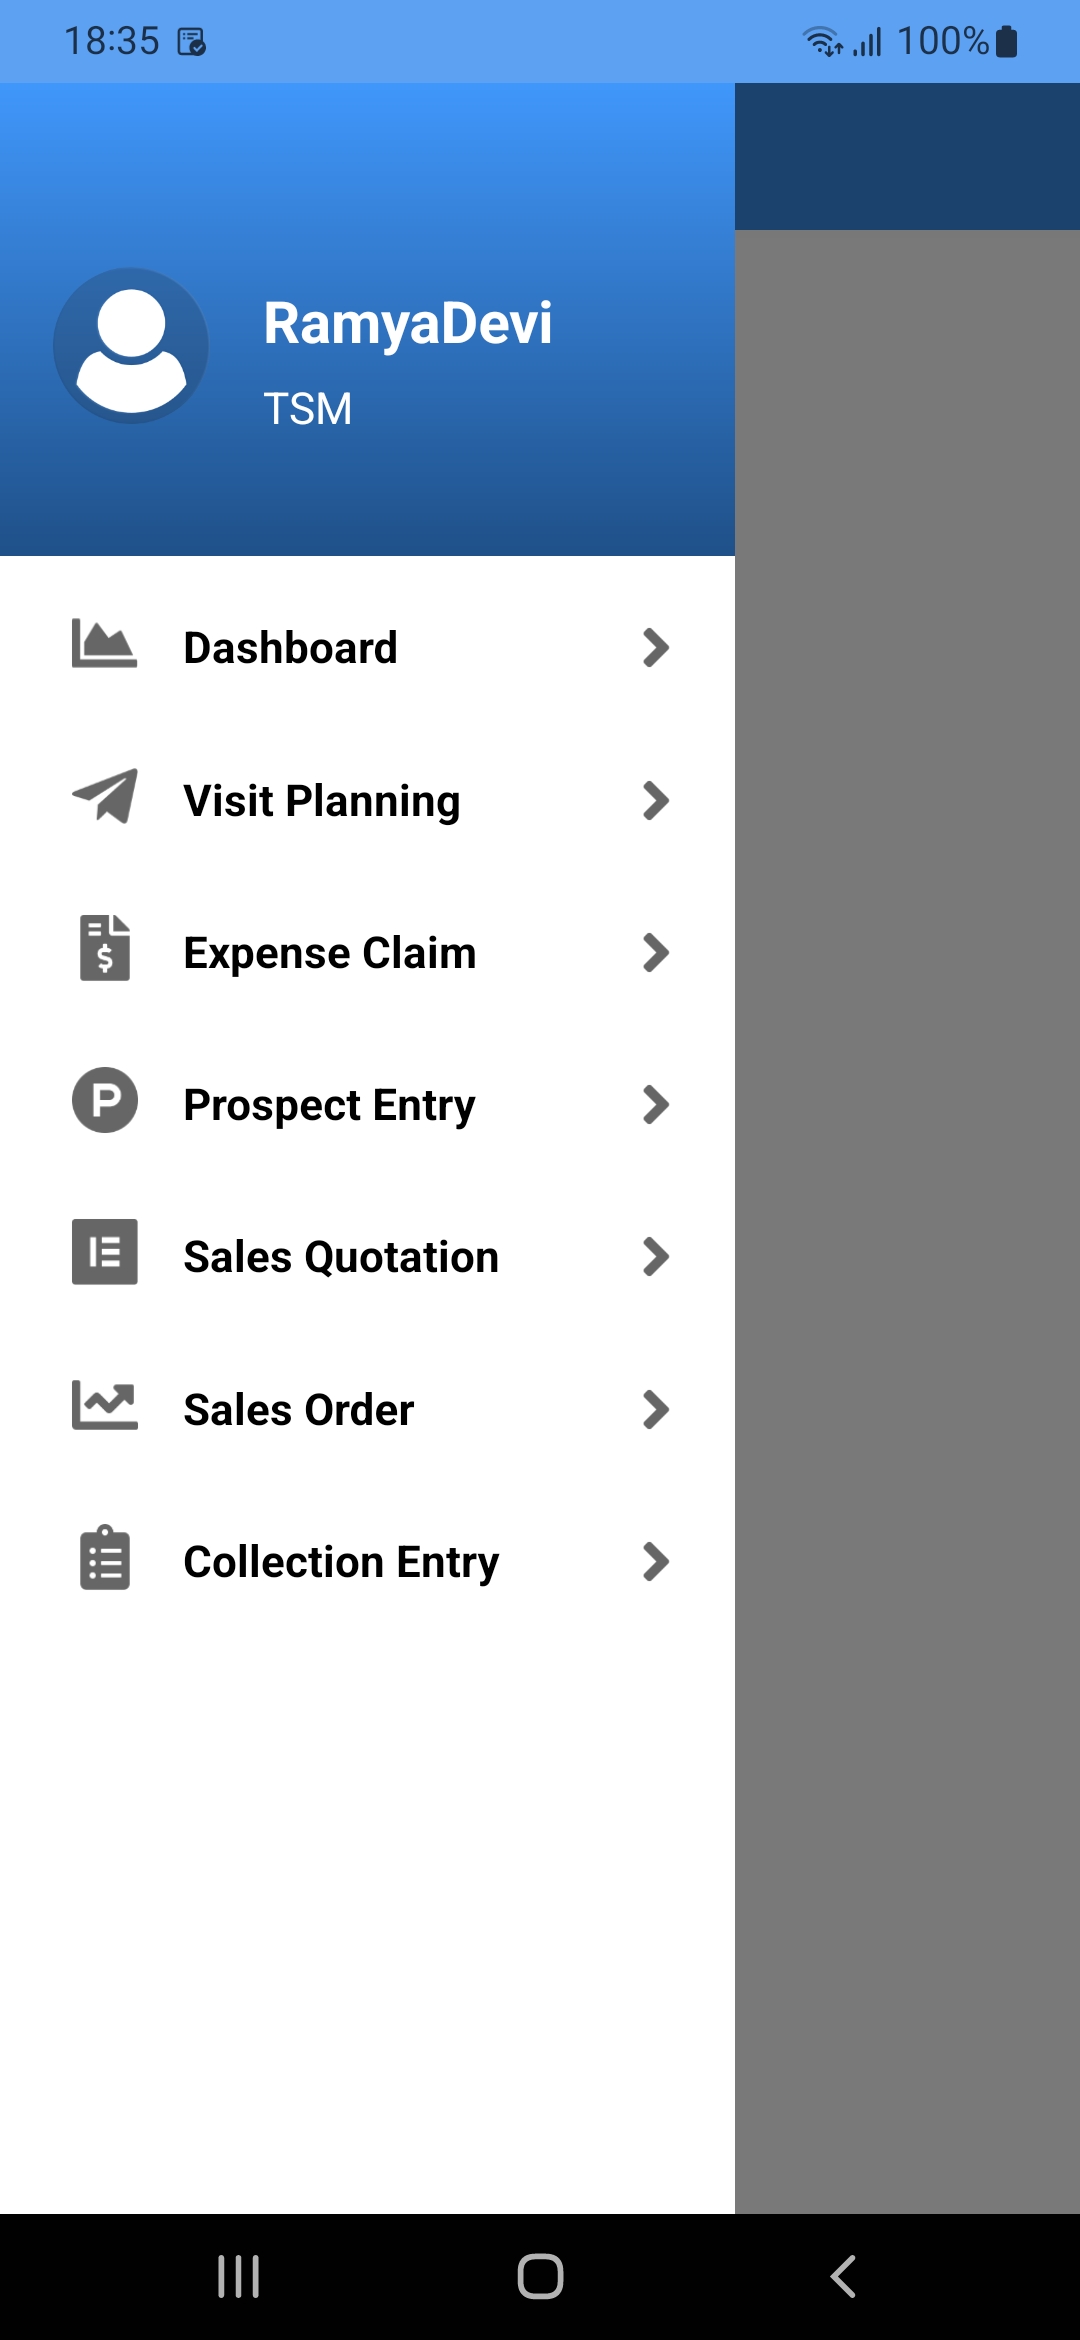 18:35 100%
RamyaDevi
TSM
Dashboard
Visit Planning
Expense Claim
Prospect Entry
Sales Quotation
Sales Order
Collection Entry